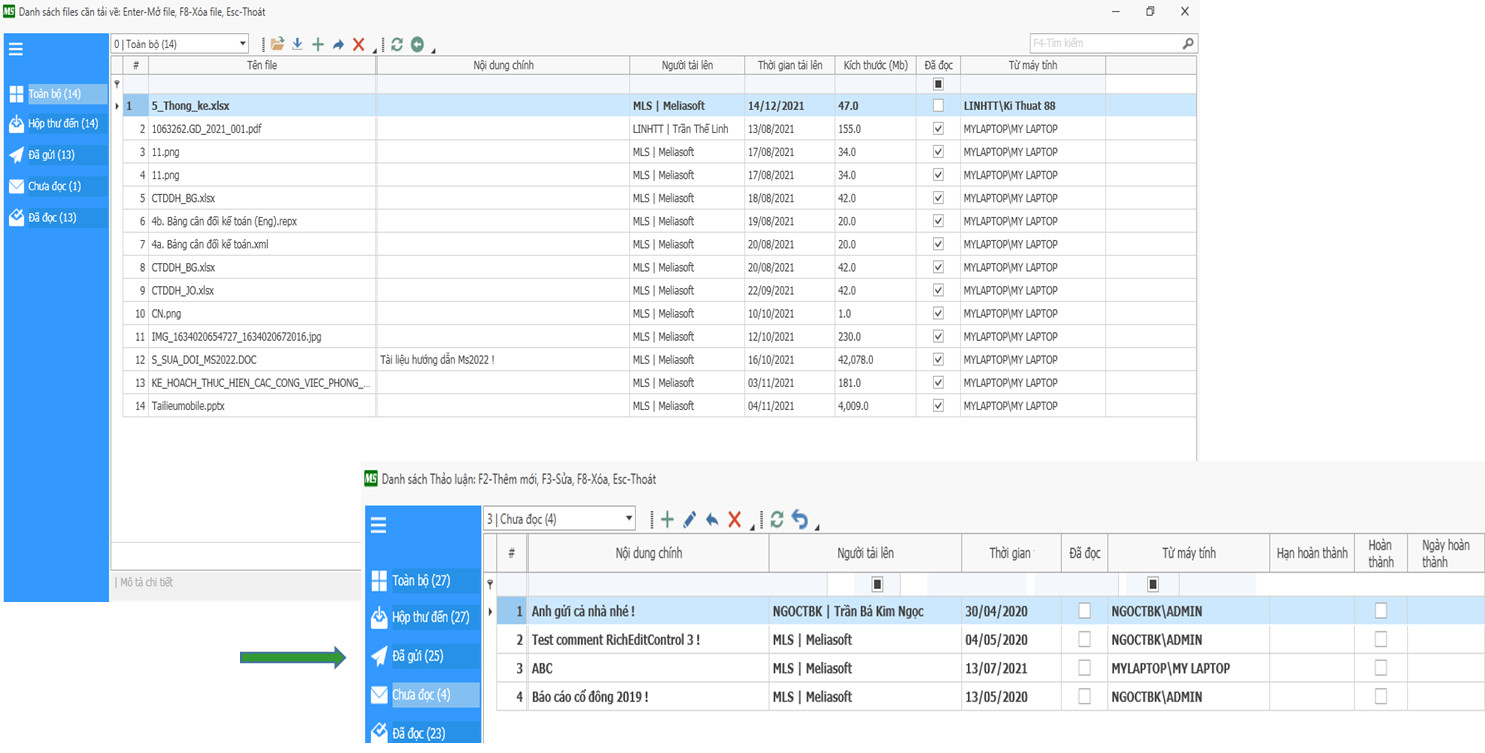 MS Danh sách files cần tải về: Enter-Mở file, F8-Xóa file, Esc-Thoát
0 | Toàn bộ (14)
F4-Tìm kiếm
Toàn bộ (14)
Hộp thư đến (14)
Đã gửi (13)
Chưa đọc (1)
Đã đọc (13)
# Tên file Nội dung chính Người tải lên Thời gian tải lên Kích thước (Mb) Đã đọc Từ máy tính
1 5_Thong_ke.xlsx MLS | Meliasoft 14/12/2021 47.0 LINHTT\Ki Thuat 88
2 1063262.GD_2021_001.pdf LINHTT | Trần Thế Linh 13/08/2021 155.0 MYLAPTOP\MY LAPTOP
3 11.png MLS | Meliasoft 17/08/2021 34.0 MYLAPTOP\MY LAPTOP
4 11.png MLS | Meliasoft 17/08/2021 34.0 MYLAPTOP\MY LAPTOP
5 CTDDH_BG.xlsx MLS | Meliasoft 18/08/2021 42.0 MYLAPTOP\MY LAPTOP
6 4b. Bảng cân đối kế toán (Eng).repx MLS | Meliasoft 19/08/2021 20.0 MYLAPTOP\MY LAPTOP
7 4a. Bảng cân đối kế toán.xml MLS | Meliasoft 20/08/2021 20.0 MYLAPTOP\MY LAPTOP
8 CTDDH_BG.xlsx MLS | Meliasoft 20/08/2021 42.0 MYLAPTOP\MY LAPTOP
9 CTDDH_JO.xlsx MLS | Meliasoft 22/09/2021 42.0 MYLAPTOP\MY LAPTOP
10 CN.png MLS | Meliasoft 10/10/2021 1.0 MYLAPTOP\MY LAPTOP
11 IMG_1634020654727_1634020672016.jpg MLS | Meliasoft 12/10/2021 230.0 MYLAPTOP\MY LAPTOP
12 S_SUA_DOI_MS2022.DOC Tài liệu hướng dẫn Ms2022 ! MLS | Meliasoft 16/10/2021 42,078.0 MYLAPTOP\MY LAPTOP
13 KE_HOACH_THUC_HIEN_CAC_CONG_VIEC_PHONG_... MLS | Meliasoft 03/11/2021 181.0 MYLAPTOP\MY LAPTOP
14 Tailieumobile.pptx MLS | Meliasoft 04/11/2021 4,009.0 MYLAPTOP\MY LAPTOP
| Mô tả chi tiết
MS Danh sách Thảo luận: F2-Thêm mới, F3-Sửa, F8-Xóa, Esc-Thoát
3 | Chưa đọc (4)
Toàn bộ (27)
Hộp thư đến (27)
Đã gửi (25)
Chưa đọc (4)
Đã đọc (23)
# Nội dung chính Người tải lên Thời gian Đã đọc Từ máy tính Hạn hoàn thành Hoàn thành Ngày hoàn thành
1 Anh gửi cả nhà nhé ! NGOCTBK | Trần Bá Kim Ngọc 30/04/2020 NGOCTBK\ADMIN
2 Test comment RichEditControl 3 ! MLS | Meliasoft 04/05/2020 NGOCTBK\ADMIN
3 ABC MLS | Meliasoft 13/07/2021 MYLAPTOP\MY LAPTOP
4 Báo cáo cổ đông 2019 ! MLS | Meliasoft 13/05/2020 NGOCTBK\ADMIN